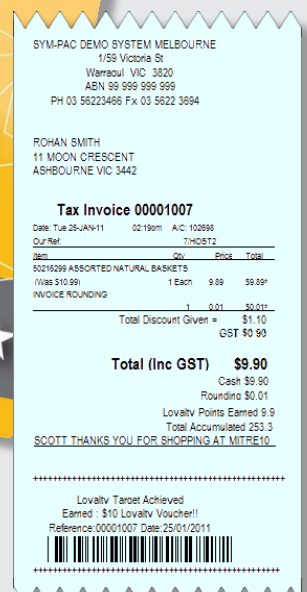 SYM-PAC DEMO SYSTEM MELBOURNE
1/59 Victoria St
Warragul VIC 3820
ABN 99 999 999 999
PH 03 56223466 Fx 03 5622 3694
ROHAN SMITH
11 MOON CRESCENT
ASHBOURNE VIC 3442
Tax Invoice 00001007
Date: Tue 25-JAN-11 02:19pm A/C: 102698
Our Ref: 7/HOST2
Item Qty Price Total
50216299 ASSORTED NATURAL BASKETS
(Was $10.99) 1 Each 9.89 $9.89*
INVOICE ROUNDING
1 0.01 $0.01*
Total Discount Given = $1.10
GST $0.90
Total (Inc GST) $9.90
Cash $9.90
Rounding $0.01
Loyalty Points Earned 9.9
Total Accumulated 253.3
SCOTT THANKS YOU FOR SHOPPING AT MITRE10
++++++++++++++++++++++++++++++++++++++++++++++
Loyalty Target Achieved
Earned : $10 Loyalty Voucher!!
Reference:00001007 Date:25/01/2011
++++++++++++++++++++++++++++++++++++++++++++++